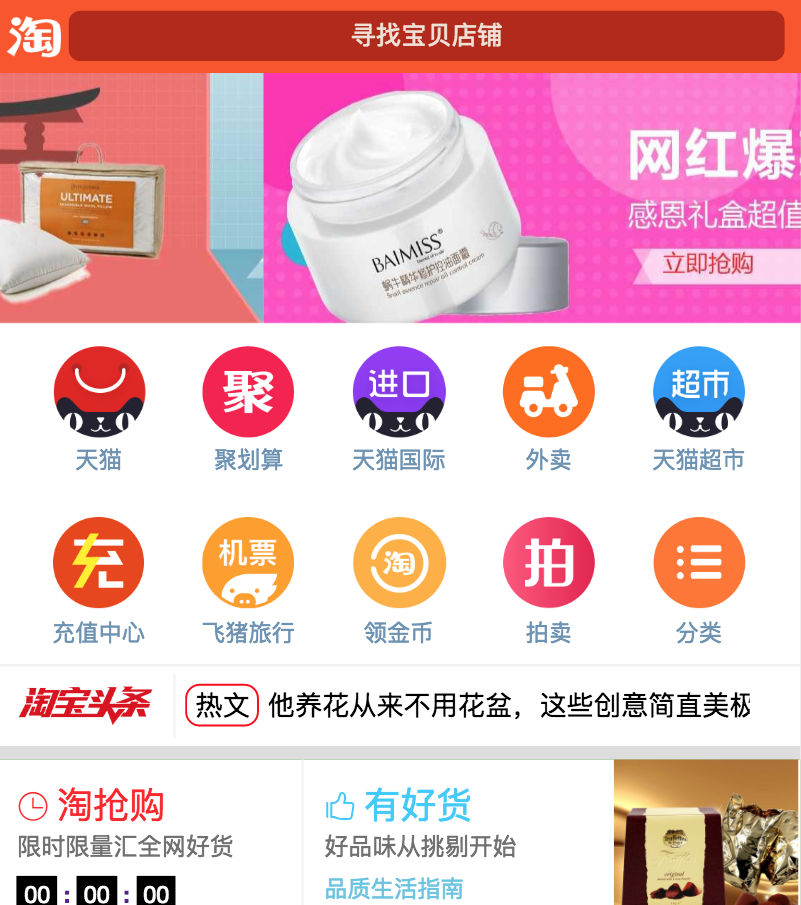 淘
寻找宝贝店铺
ULTIMATE
网红爆
感恩礼盒超值
立即抢购
BAIMISS®
蜗牛精华修护控油面霜
Snail essence repair oil control cream
聚
进口
超市
天猫
聚划算
天猫国际
外卖
天猫超市
充
机票
淘
拍
充值中心
飞猪旅行
领金币
拍卖
分类
淘宝头条
热文 他养花从来不用花盆，这些创意简直美极
淘抢购
有好货
限时限量汇全网好货
好品味从挑剔开始
00 : 00 : 00
品质生活指南
original